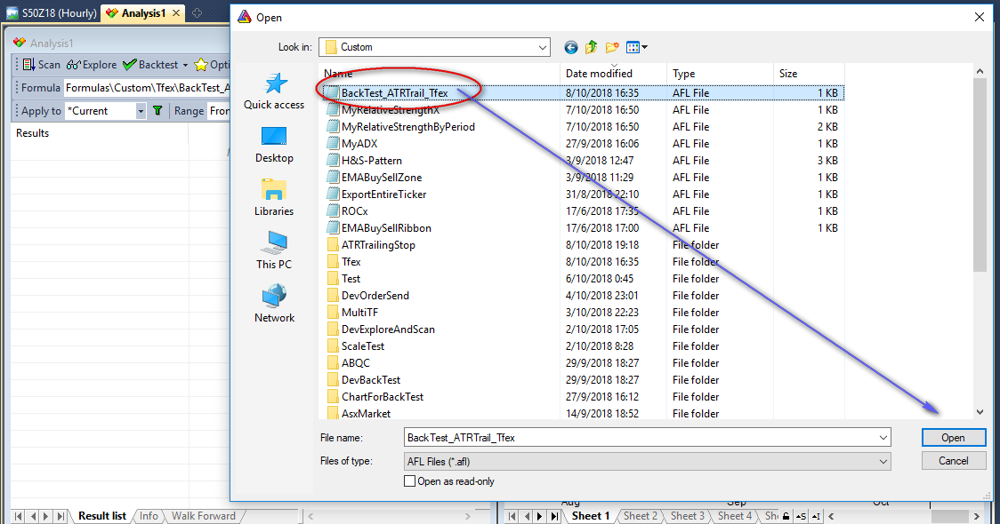 S50Z18 (Hourly)
Analysis1
Analysis1
Scan
Explore
Backtest
Opti
Formula
Formulas\Custom\Tfex\BackTest_A
Apply to
*Current
Range
From
Results
Open
Look in:
Custom
Quick access
Desktop
Libraries
This PC
Network
Name Date modified Type Size
BackTest_ATRTrail_Tfex 8/10/2018 16:35 AFL File 1 KB
MyRelativeStrengthX 7/10/2018 16:50 AFL File 1 KB
MyRelativeStrengthByPeriod 7/10/2018 16:50 AFL File 2 KB
MyADX 27/9/2018 16:06 AFL File 1 KB
H&S-Pattern 3/9/2018 12:47 AFL File 3 KB
EMABuySellZone 3/9/2018 11:29 AFL File 1 KB
ExportEntireTicker 31/8/2018 22:10 AFL File 1 KB
ROCx 17/6/2018 17:35 AFL File 1 KB
EMABuySellRibbon 17/6/2018 17:00 AFL File 1 KB
ATRTrailingStop 8/10/2018 19:18 File folder
Tfex 8/10/2018 16:35 File folder
Test 6/10/2018 0:45 File folder
DevOrderSend 4/10/2018 23:01 File folder
MultiTF 3/10/2018 22:23 File folder
DevExploreAndScan 2/10/2018 17:05 File folder
ScaleTest 2/10/2018 8:28 File folder
ABQC 29/9/2018 18:27 File folder
DevBackTest 29/9/2018 18:27 File folder
ChartForBackTest 27/9/2018 16:12 File folder
AsxMarket 14/9/2018 18:52 File folder
File name:
BackTest_ATRTrail_Tfex
Open
Files of type:
AFL Files (*.afl)
Cancel
Open as read-only
Aug Sep Oct
Result list
Info
Walk Forward
Sheet 1
Sheet 2
Sheet 3
Sheet 4
Sh
S
I